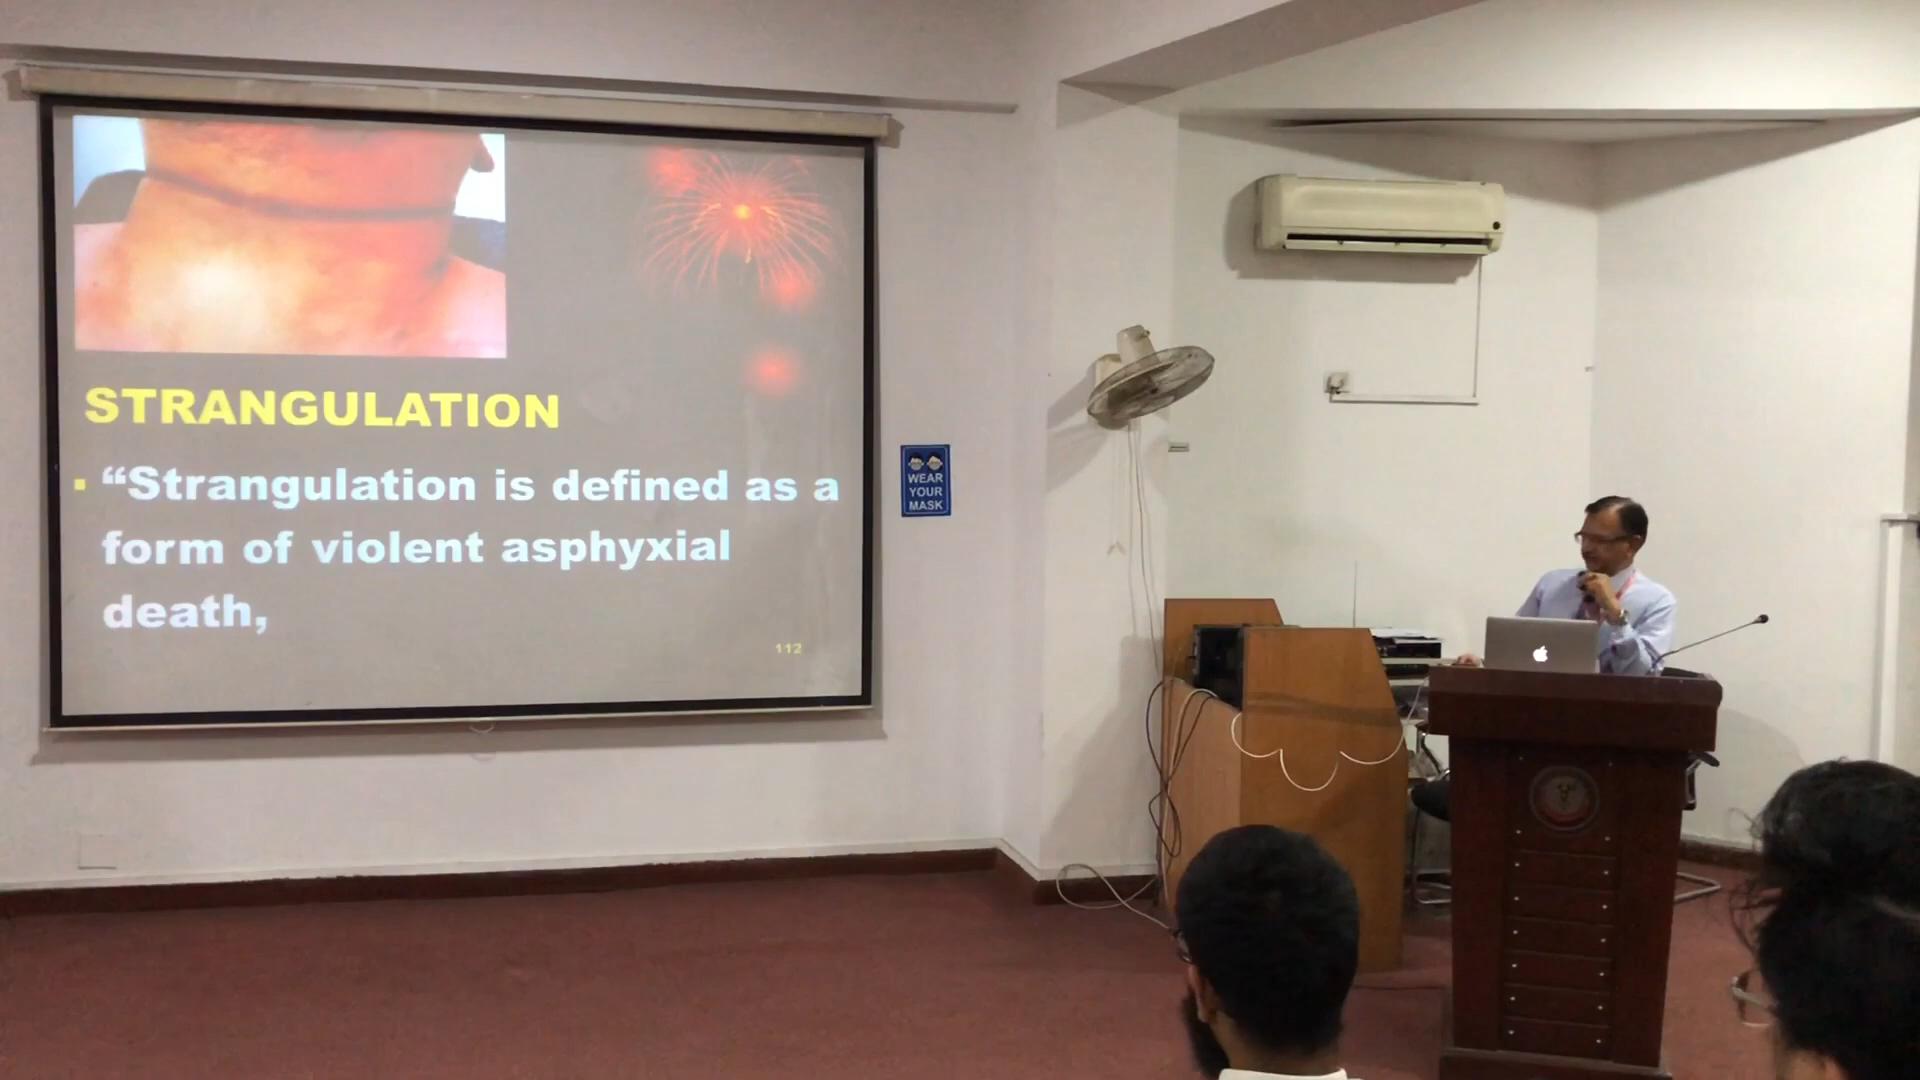 STRANGULATION
▪ “Strangulation is defined as a
form of violent asphyxial
death,
112
WEAR
YOUR
MASK